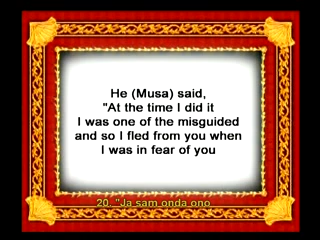 He (Musa) said,
"At the time I did it
I was one of the misguided
and so I fled from you when
I was in fear of you
20. "Ja sam onda ono